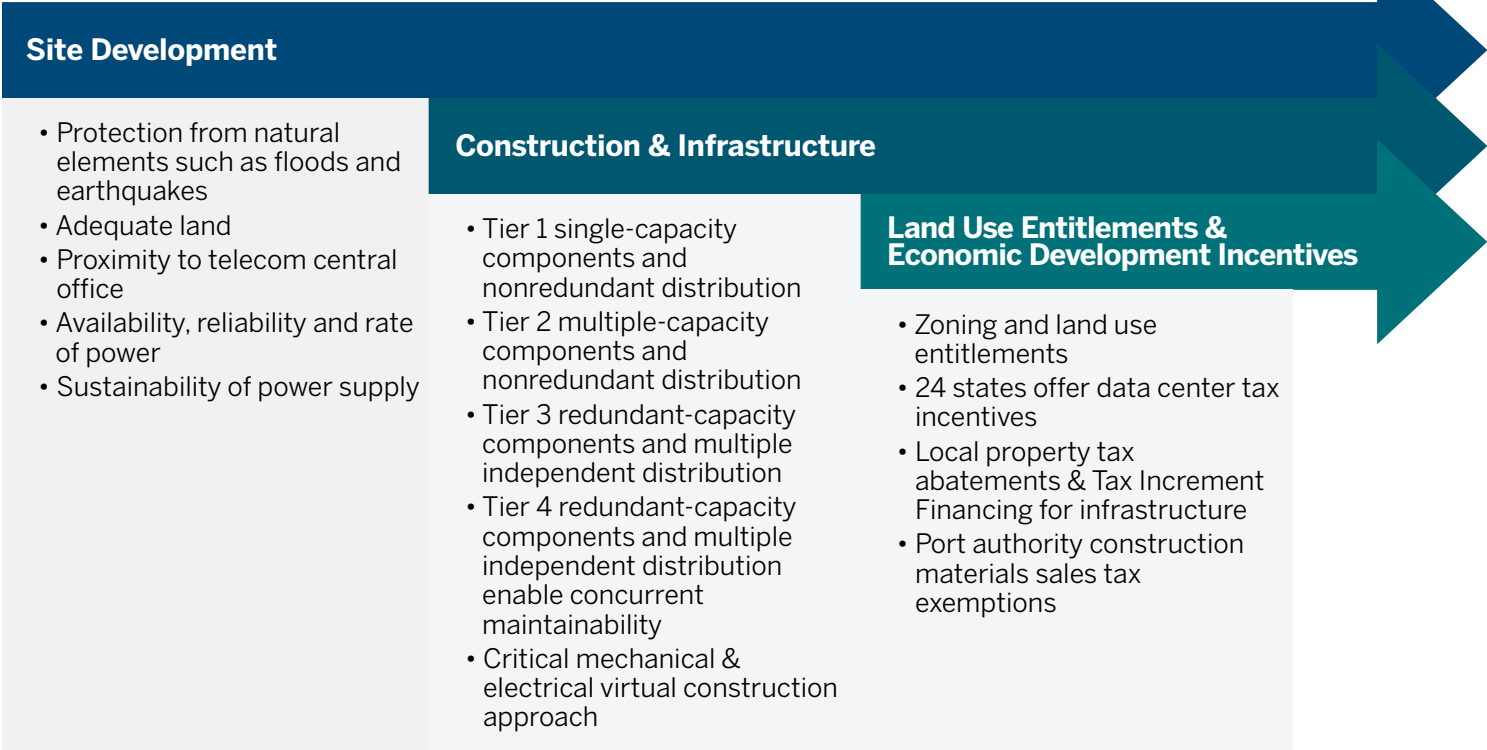 Site Development
• Protection from natural
elements such as floods and
earthquakes
• Adequate land
• Proximity to telecom central
office
• Availability, reliability and rate
of power
• Sustainability of power supply
Construction & Infrastructure
• Tier 1 single-capacity
components and
nonredundant distribution
• Tier 2 multiple-capacity
components and
nonredundant distribution
• Tier 3 redundant-capacity
components and multiple
independent distribution
• Tier 4 redundant-capacity
components and multiple
independent distribution
enable concurrent
maintainability
• Critical mechanical &
electrical virtual construction
approach
Land Use Entitlements &
Economic Development Incentives
• Zoning and land use
entitlements
• 24 states offer data center tax
incentives
• Local property tax
abatements & Tax Increment
Financing for infrastructure
• Port authority construction
materials sales tax
exemptions